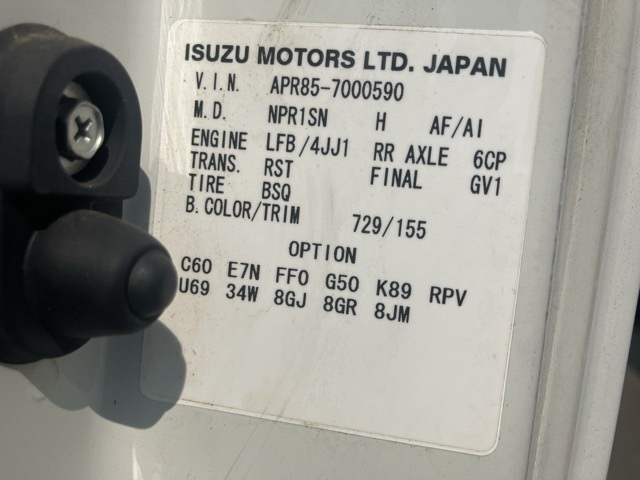 ISUZU MOTORS LTD. JAPAN
V.I.N. APR85-7000590
M.D. NPR1SN H AF/AI
ENGINE LFB/4JJ1 RR AXLE 6CP
TRANS. RST FINAL GV1
TIRE BSQ
B.COLOR/TRIM 729/155
OPTION
C60 E7N FF0 G50 K89 RPV
U69 34W 8GJ 8GR 8JM